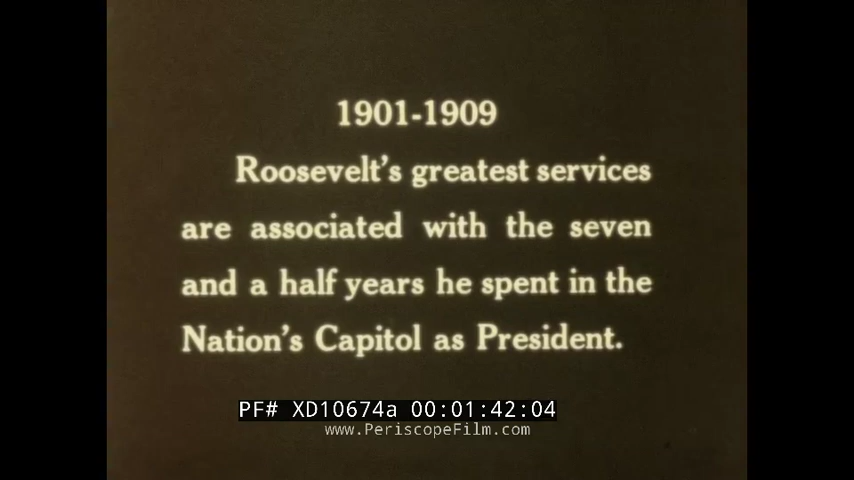 1901-1909
Roosevelt's greatest services
are associated with the seven
and a half years he spent in the
Nation's Capitol as President.
PF# XD10674a 00:01:42:04
www.PeriscopeFilm.com